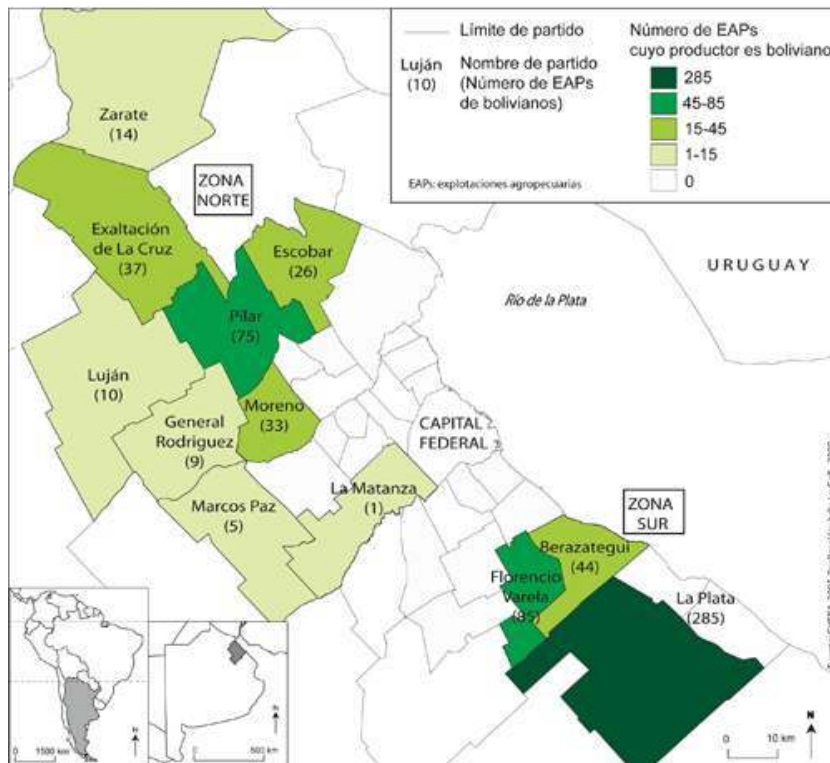 Límite de partido
Luján
(10)
Nombre de partido
(Número de EAPs
de bolivianos)
EAPs: explotaciones agropecuarias
Número de EAPs
cuyo productor es boliviano
285
45-85
15-45
1-15
0
Zarate
(14)
ZONA
NORTE
Exaltación
de La Cruz
(37)
Escobar
(26)
URUGUAY
Río de la Plata
Pilar
(75)
Luján
(10)
Moreno
(33)
General
Rodriguez
(9)
CAPITAL
FEDERAL
La Matanza
(1)
Marcos Paz
(5)
ZONA
SUR
Berazategui
(44)
Florencio
Varela
(85)
La Plata
(285)
N
0 1500 km
N
0 500 km
N
0 10 km